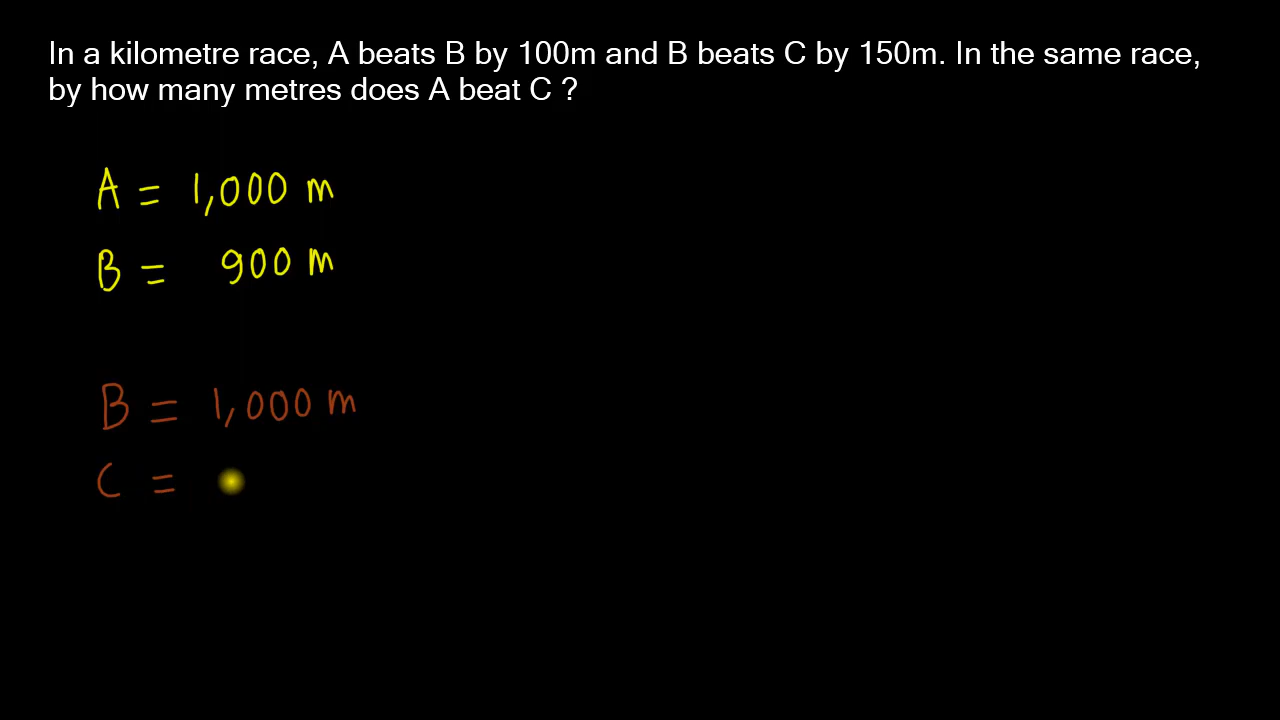 In a kilometre race, A beats B by 100m and B beats C by 150m. In the same race,
by how many metres does A beat C ?
A = 1,000 m
B = 900 m
B = 1,000 m
C =